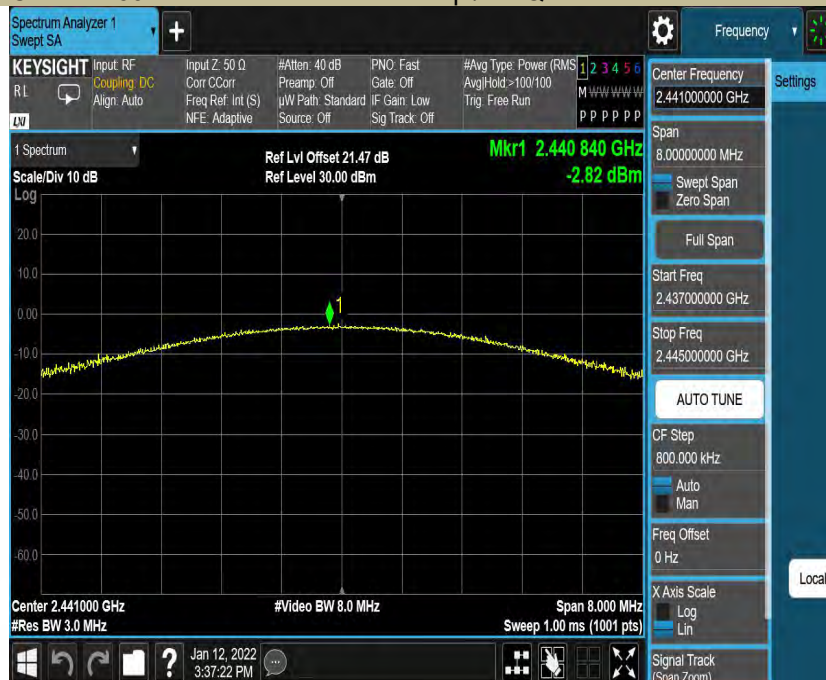 Spectrum Analyzer 1
Swept SA
+
Frequency
KEYSIGHT
Input: RF
Coupling: DC
Align: Auto
RL
LXI
Input Z: 50 Ω
Corr CCorr
Freq Ref: Int (S)
NFE: Adaptive
#Atten: 40 dB
Preamp: Off
µW Path: Standard
Source: Off
PNO: Fast
Gate: Off
IF Gain: Low
Sig Track: Off
#Avg Type: Power (RMS
Avg|Hold:>100/100
Trig: Free Run
1 2 3 4 5 6
M W W W W W
P P P P P P
1 Spectrum
Scale/Div 10 dB
Log
Ref Lvl Offset 21.47 dB
Ref Level 30.00 dBm
Mkr1 2.440 840 GHz
-2.82 dBm
20.0
10.0
0.00
-10.0
-20.0
-30.0
-40.0
-50.0
-60.0
1
Center 2.441000 GHz
#Res BW 3.0 MHz
#Video BW 8.0 MHz
Span 8.000 MHz
Sweep 1.00 ms (1001 pts)
?
Jan 12, 2022
3:37:22 PM
Center Frequency
2.441000000 GHz
Settings
Span
8.00000000 MHz
Swept Span
Zero Span
Full Span
Start Freq
2.437000000 GHz
Stop Freq
2.445000000 GHz
AUTO TUNE
CF Step
800.000 kHz
Auto
Man
Freq Offset
0 Hz
X Axis Scale
Log
Lin
Local
Signal Track
(Span Zoom)